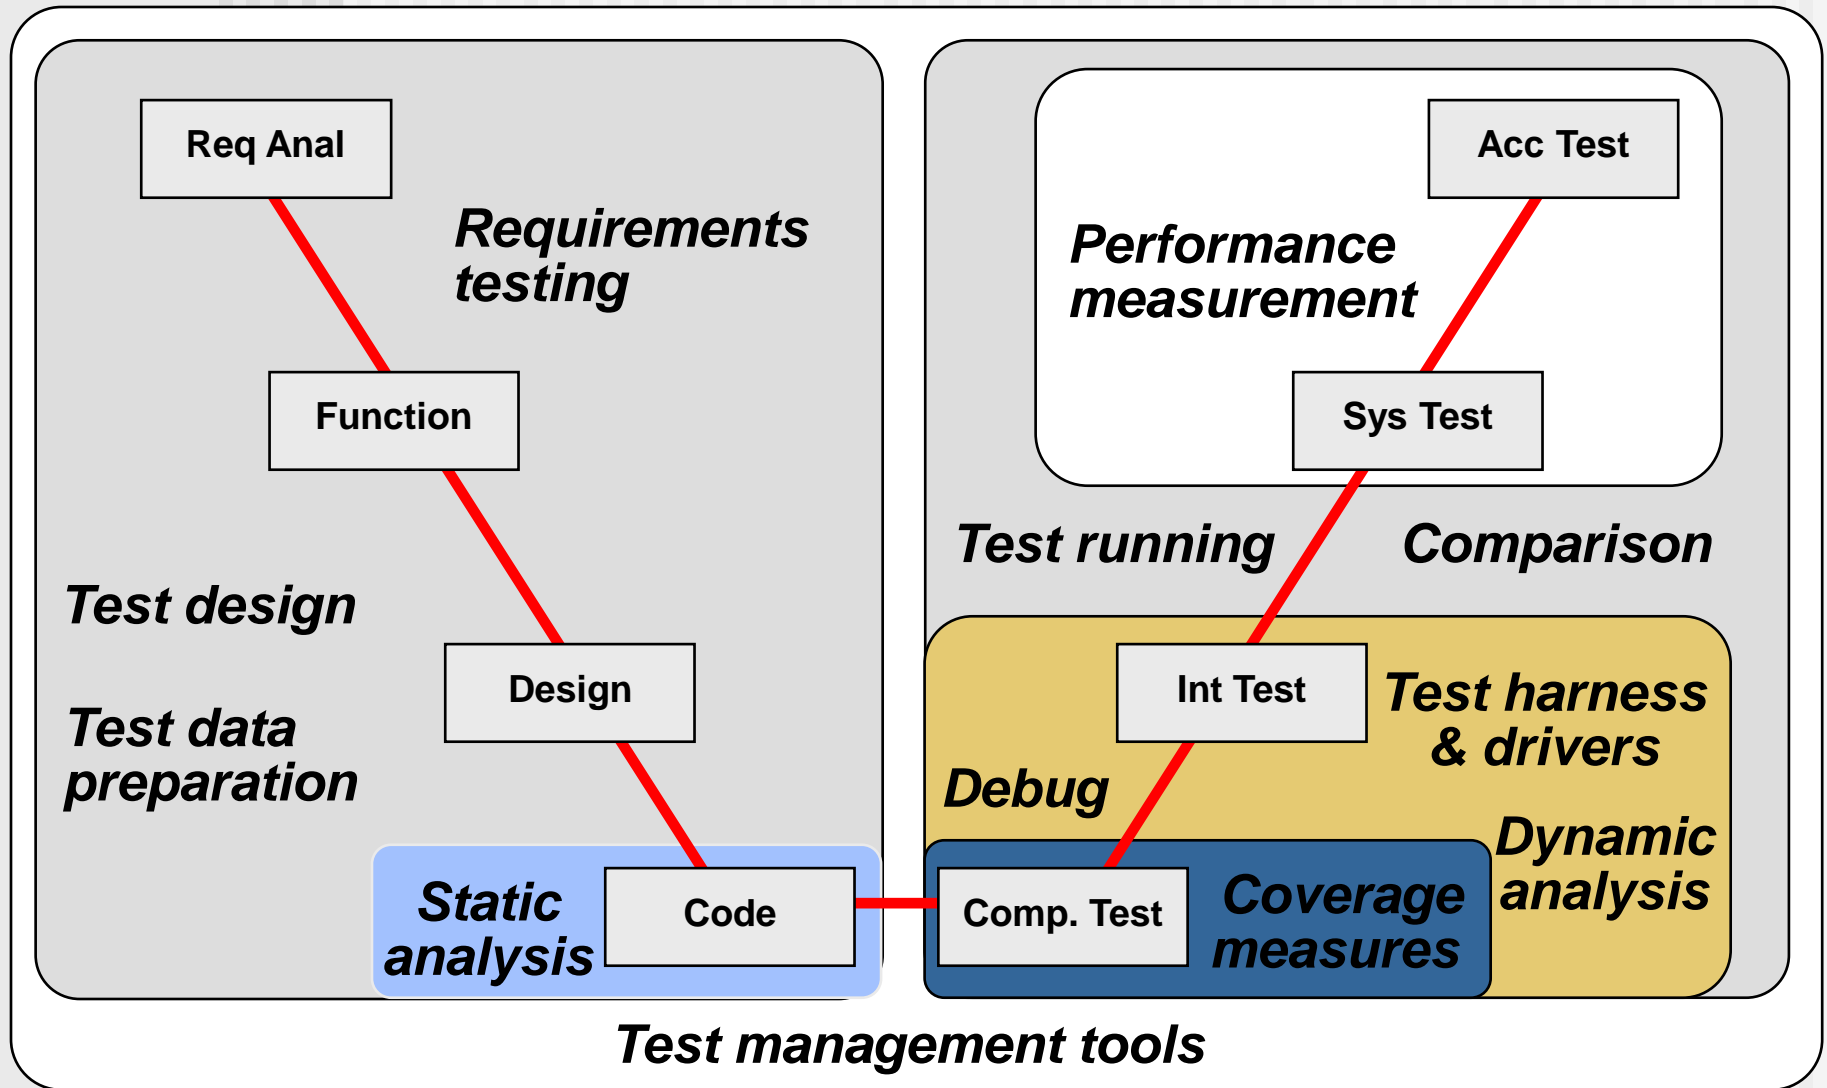 Req Anal
Requirements
testing
Function
Test design
Design
Test data
preparation
Static
analysis
Code
Acc Test
Performance
measurement
Sys Test
Test running
Comparison
Int Test
Test harness
& drivers
Debug
Dynamic
analysis
Comp. Test
Coverage
measures
Test management tools